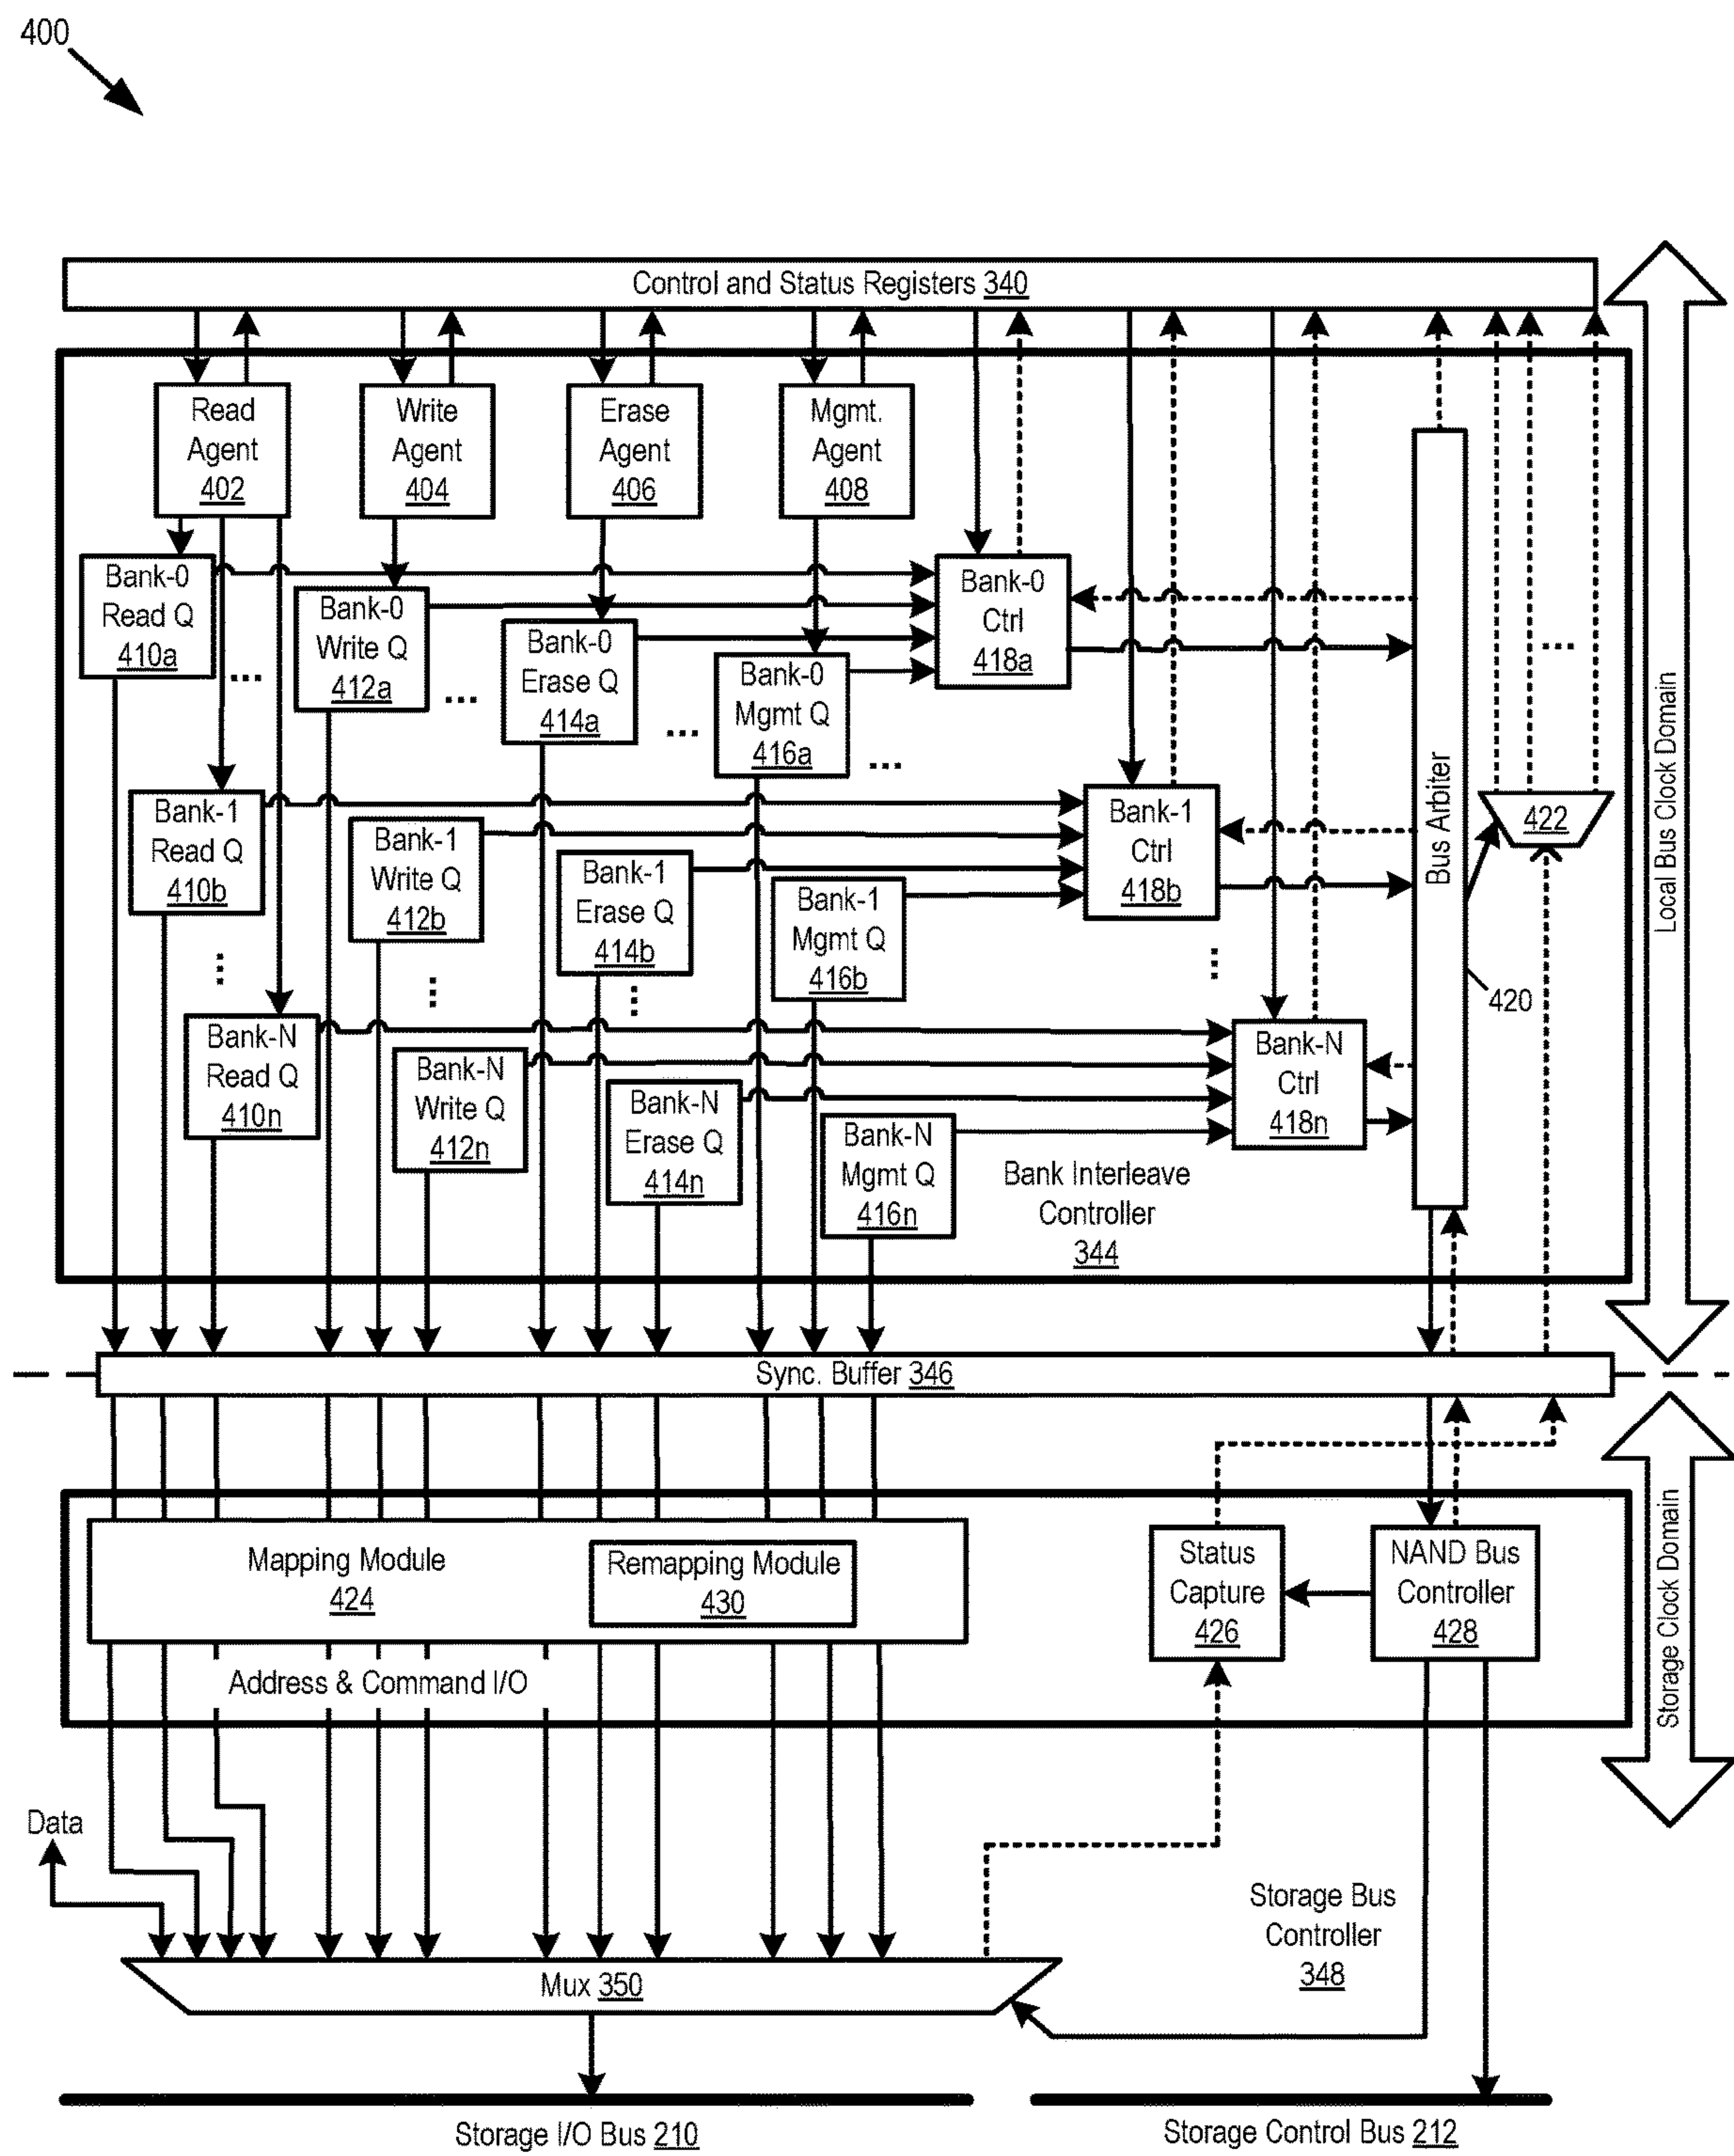 400
Control and Status Registers 340
Read
Agent
402
Write
Agent
404
Erase
Agent
406
Mgmt.
Agent
408
Bank-0
Read Q
410a
...
Bank-0
Write Q
412a
...
Bank-0
Erase Q
414a
...
Bank-0
Mgmt Q
416a
...
Bank-0
Ctrl
418a
Bank-1
Read Q
410b
...
Bank-1
Write Q
412b
...
Bank-1
Erase Q
414b
...
Bank-1
Mgmt Q
416b
Bank-1
Ctrl
418b
...
Bank-N
Read Q
410n
Bank-N
Write Q
412n
Bank-N
Erase Q
414n
Bank-N
Mgmt Q
416n
Bank-N
Ctrl
418n
Bank Interleave
Controller
344
Bus Arbiter
420
...
422
Local Bus Clock Domain
Sync. Buffer 346
Mapping Module
424
Remapping Module
430
Status
Capture
426
NAND Bus
Controller
428
Address & Command I/O
Storage Clock Domain
Data
Storage Bus
Controller
348
Mux 350
Storage I/O Bus 210
Storage Control Bus 212